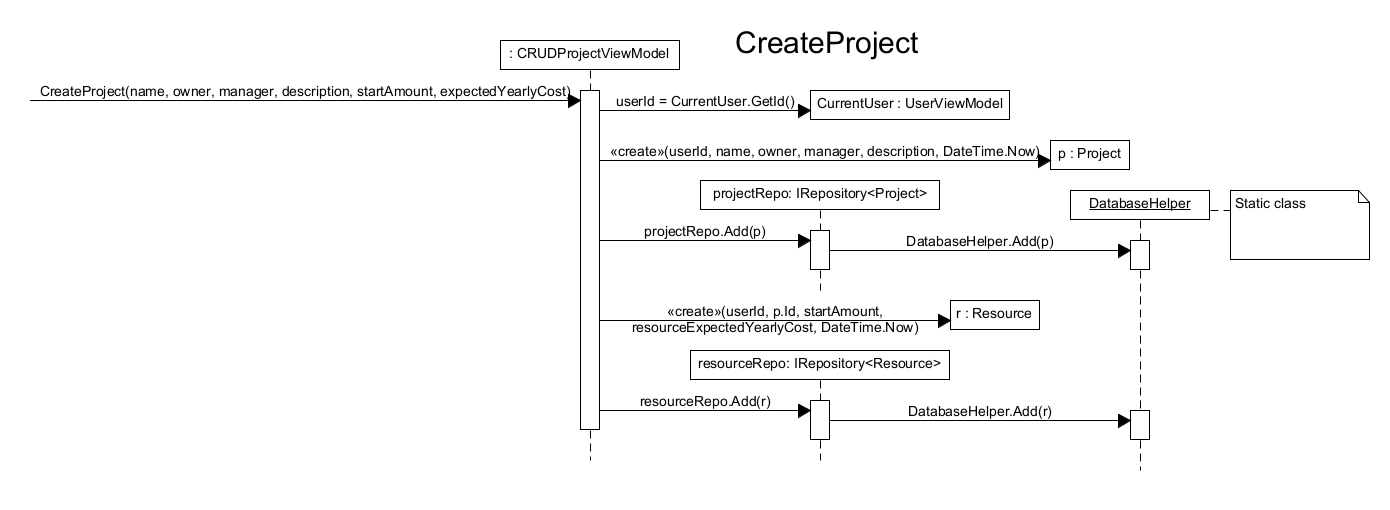 CreateProject
: CRUDProjectViewModel
CreateProject(name, owner, manager, description, startAmount, expectedYearlyCost)
userId = CurrentUser.GetId()
CurrentUser : UserViewModel
«create»(userId, name, owner, manager, description, DateTime.Now)
p : Project
projectRepo: IRepository<Project>
DatabaseHelper
Static class
projectRepo.Add(p)
DatabaseHelper.Add(p)
«create»(userId, p.Id, startAmount,
resourceExpectedYearlyCost, DateTime.Now)
r : Resource
resourceRepo: IRepository<Resource>
resourceRepo.Add(r)
DatabaseHelper.Add(r)